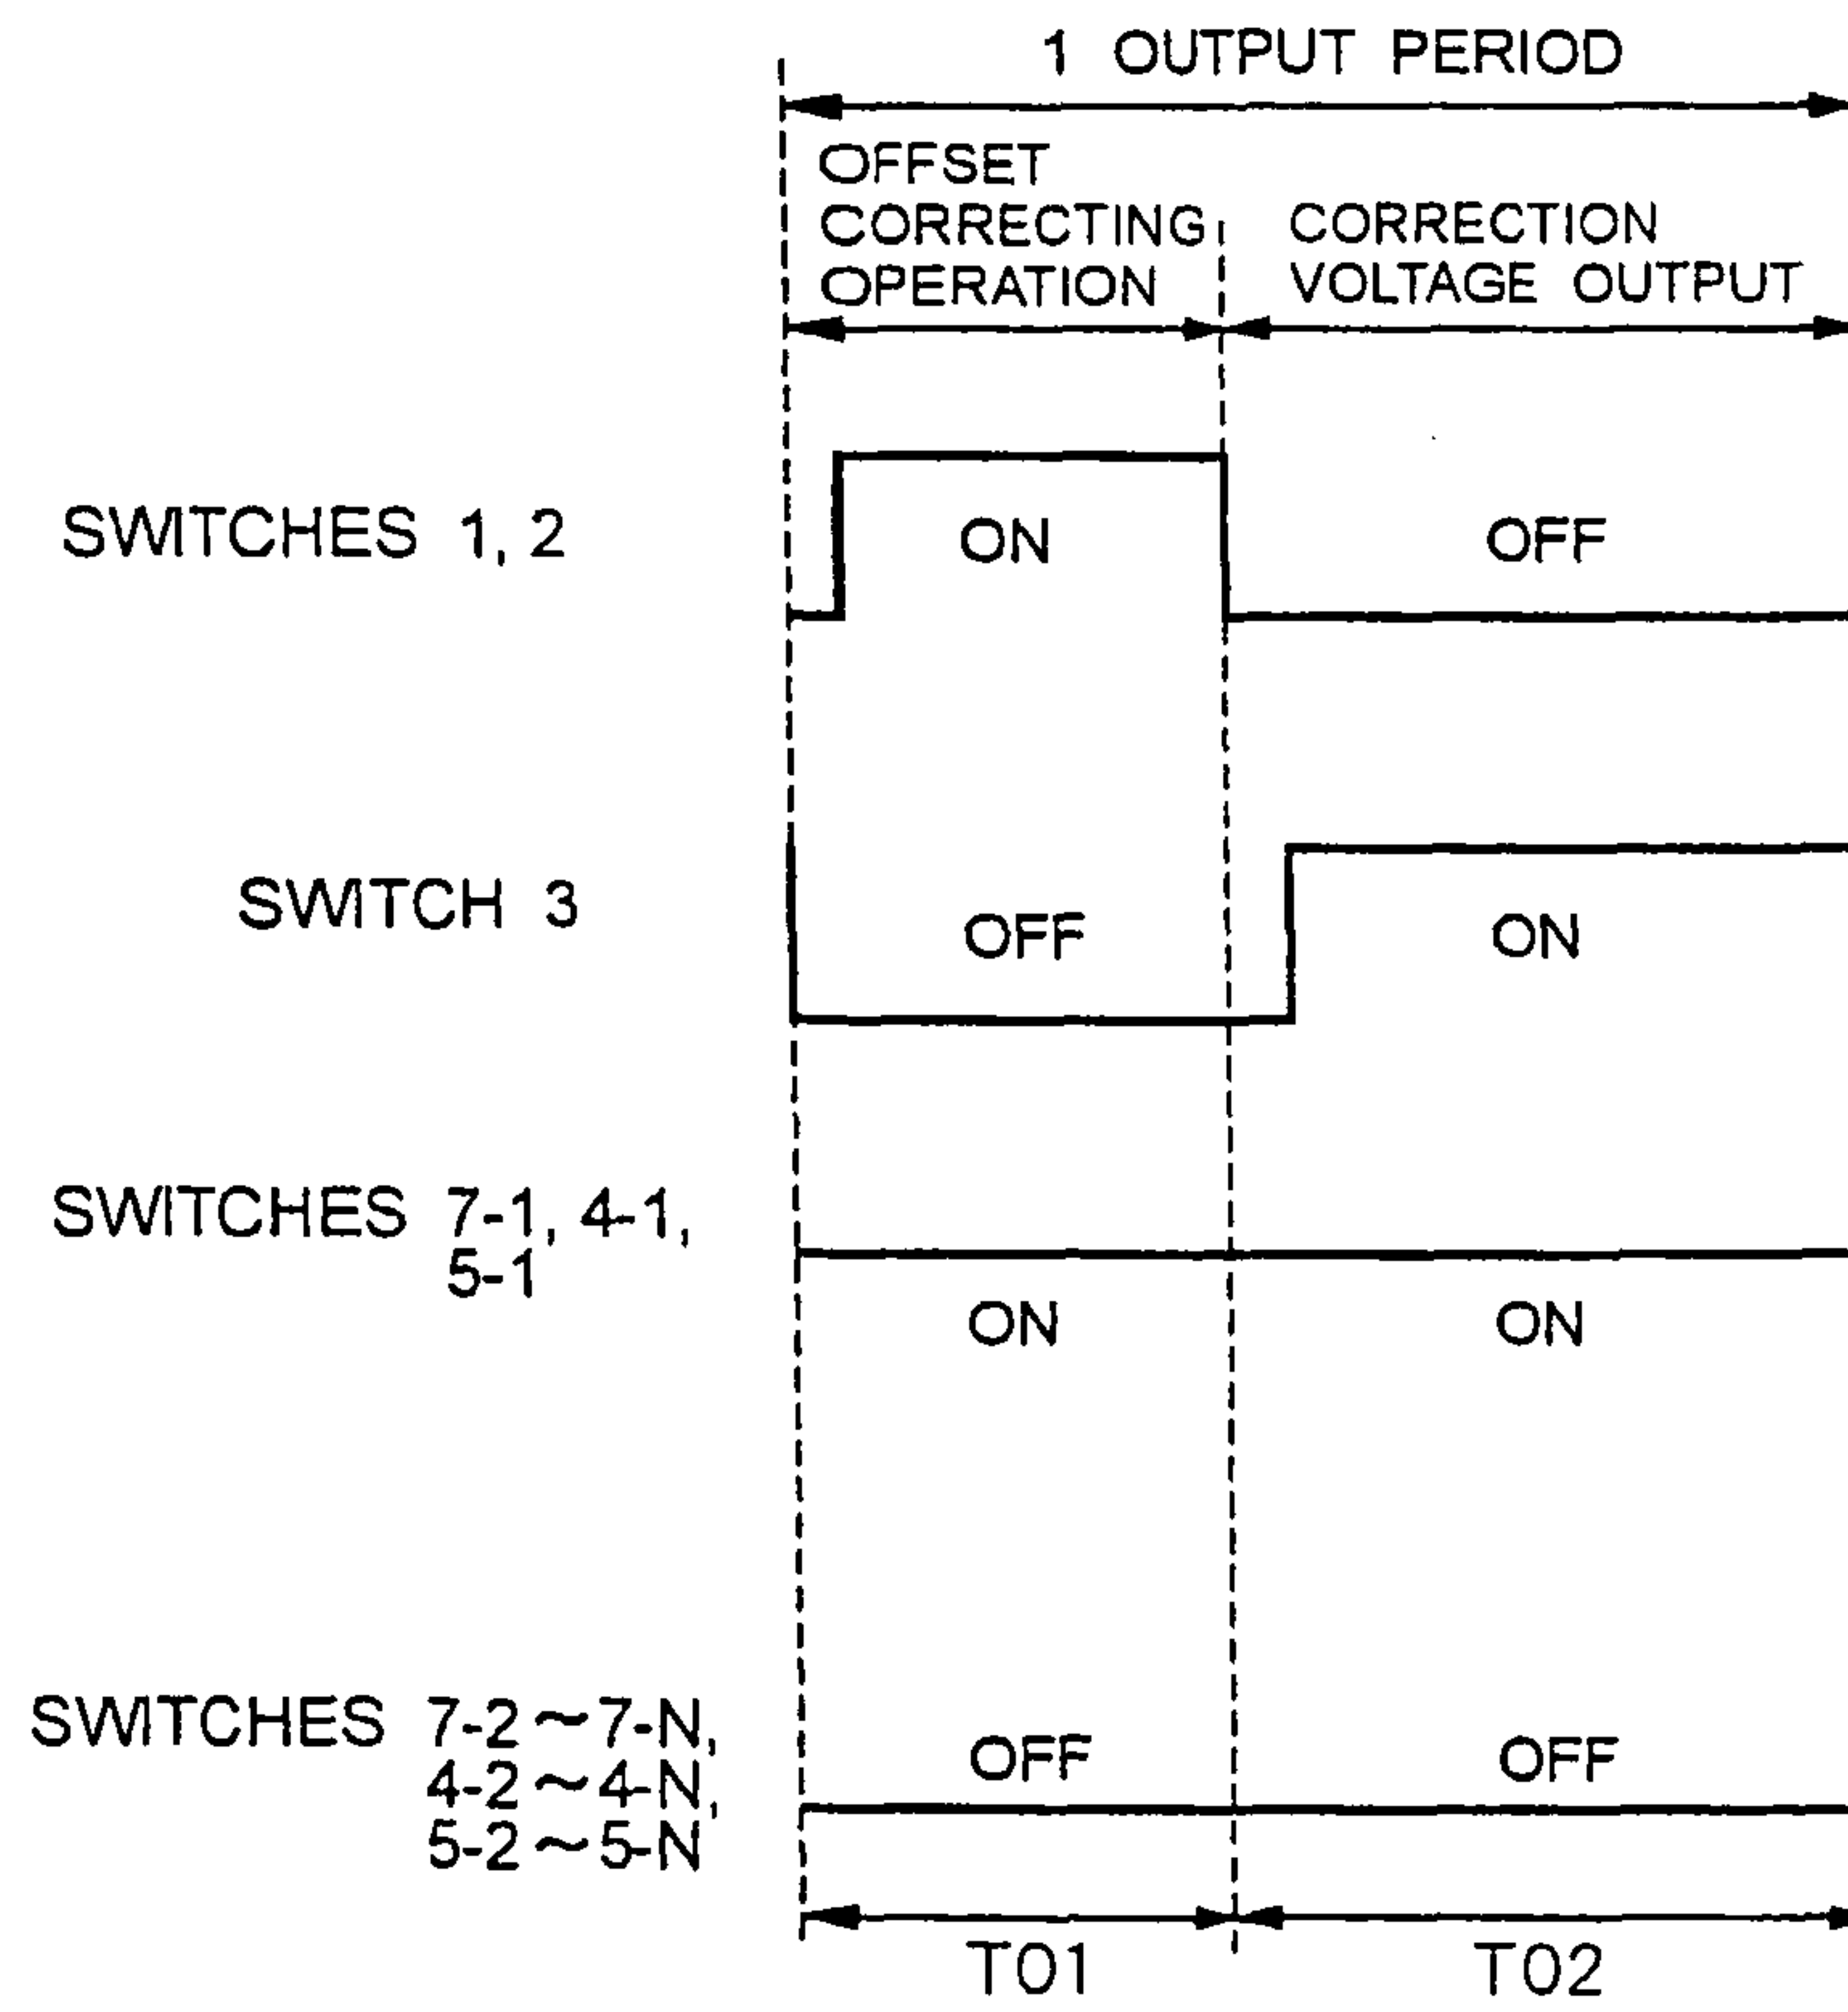 1 OUTPUT PERIOD
OFFSET
CORRECTING
OPERATION
CORRECTION
VOLTAGE OUTPUT
SWITCHES 1, 2
ON
OFF
SWITCH 3
OFF
ON
SWITCHES 7-1, 4-1,
5-1
ON
ON
SWITCHES 7-2~7-N,
4-2~4-N,
5-2~5-N
OFF
OFF
T01
T02